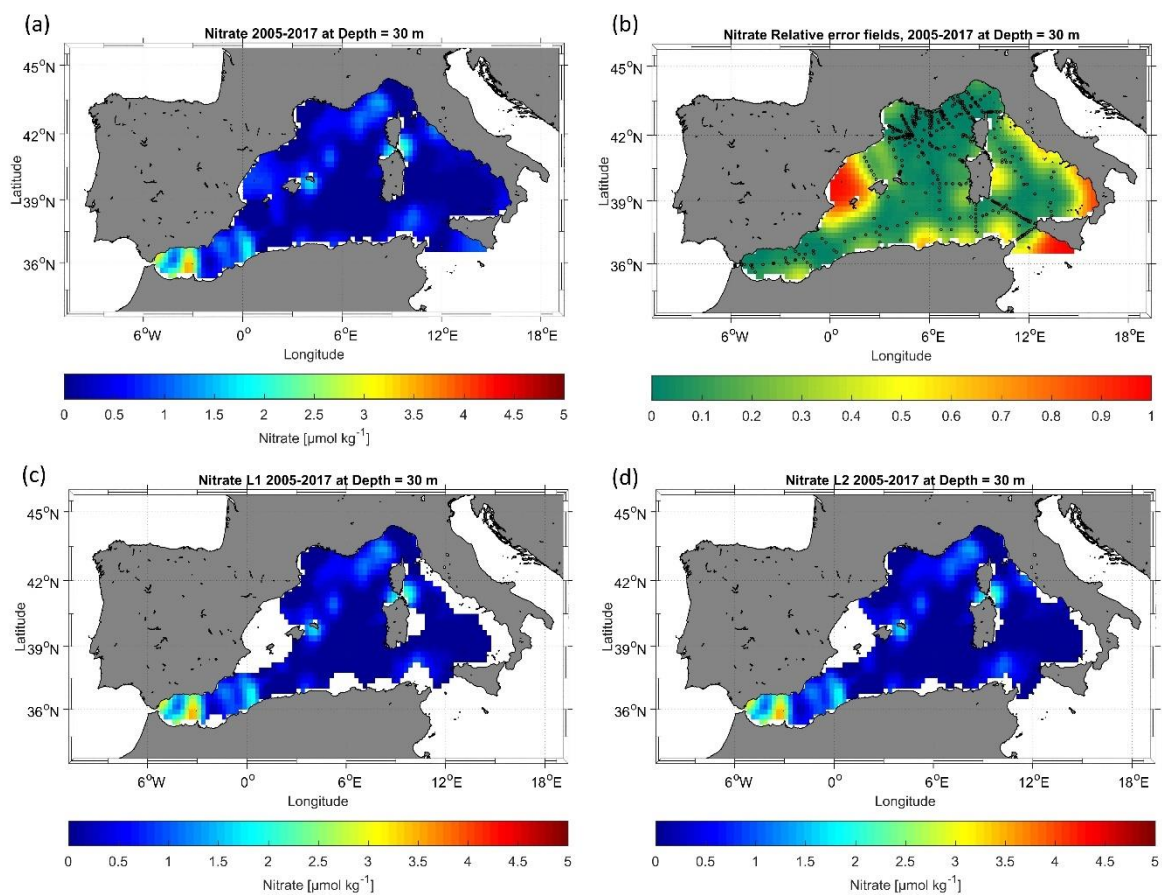 (a)
Nitrate 2005-2017 at Depth = 30 m
45°N
42°N
39°N
36°N
Latitude
6°W 0° 6°E 12°E 18°E
Longitude
0 0.5 1 1.5 2 2.5 3 3.5 4 4.5 5
Nitrate [µmol kg⁻¹]
(b)
Nitrate Relative error fields, 2005-2017 at Depth = 30 m
45°N
42°N
39°N
36°N
Latitude
6°W 0° 6°E 12°E 18°E
Longitude
0 0.1 0.2 0.3 0.4 0.5 0.6 0.7 0.8 0.9 1
(c)
Nitrate L1 2005-2017 at Depth = 30 m
45°N
42°N
39°N
36°N
Latitude
6°W 0° 6°E 12°E 18°E
Longitude
0 0.5 1 1.5 2 2.5 3 3.5 4 4.5 5
Nitrate [µmol kg⁻¹]
(d)
Nitrate L2 2005-2017 at Depth = 30 m
45°N
42°N
39°N
36°N
Latitude
6°W 0° 6°E 12°E 18°E
Longitude
0 0.5 1 1.5 2 2.5 3 3.5 4 4.5 5
Nitrate [µmol kg⁻¹]